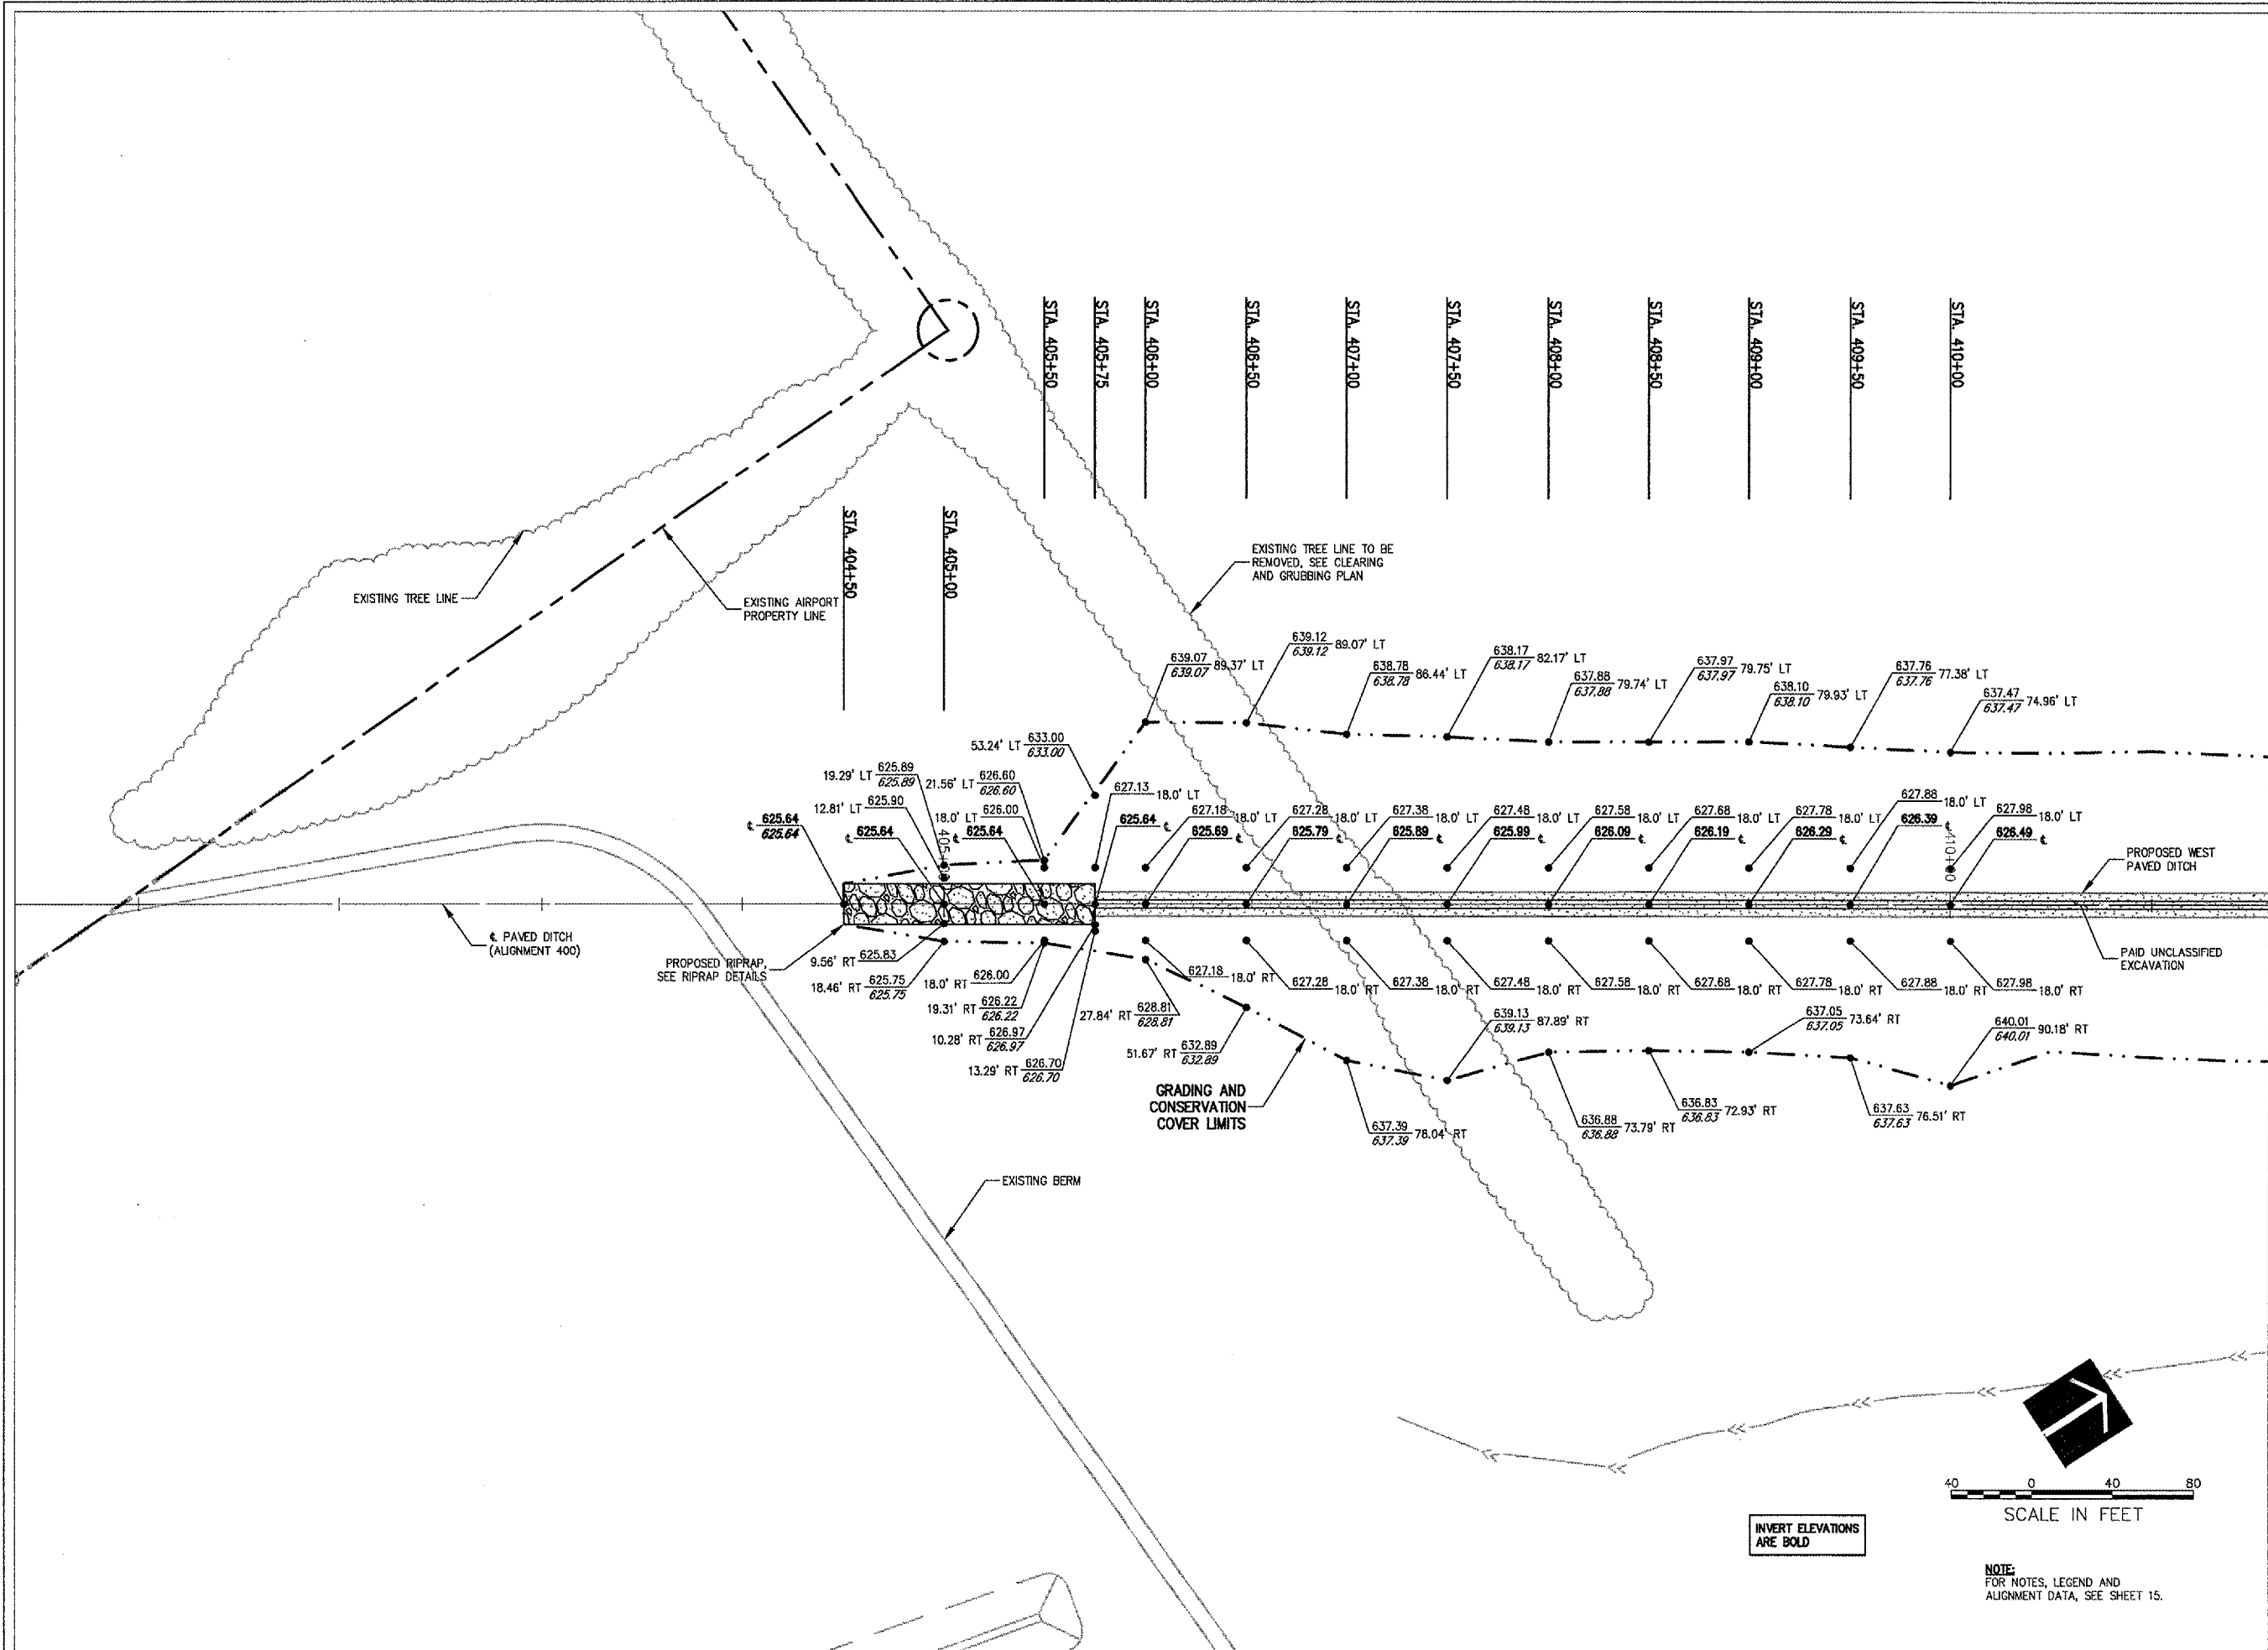 STA. 405+50
STA. 405+75
STA. 406+00
STA. 406+50
STA. 407+00
STA. 407+50
STA. 408+00
STA. 408+50
STA. 409+00
STA. 409+50
STA. 410+00
STA. 404+50
STA. 405+00
EXISTING TREE LINE TO BE
REMOVED, SEE CLEARING
AND GRUBBING PLAN
EXISTING TREE LINE
EXISTING AIRPORT
PROPERTY LINE
639.07
639.07
89.37' LT
639.12
639.12
89.07' LT
638.78
638.78
86.44' LT
638.17
638.17
82.17' LT
637.88
637.88
79.74' LT
637.97
637.97
79.75' LT
638.10
638.10
79.93' LT
637.76
637.76
77.38' LT
637.47
637.47
74.96' LT
53.24' LT 633.00
633.00
19.29' LT 625.89
625.89
21.56' LT 626.60
626.60
12.81' LT 625.90
18.0' LT 626.00
627.13 18.0' LT
627.18 18.0' LT
627.28 18.0' LT
627.38 18.0' LT
627.48 18.0' LT
627.58 18.0' LT
627.68 18.0' LT
627.78 18.0' LT
627.88 18.0' LT
627.98 18.0' LT
℄ 625.64
625.64
℄ 625.64
℄ 625.64
625.64 ℄
625.69 ℄
625.79 ℄
625.89 ℄
625.99 ℄
626.09 ℄
626.19 ℄
626.29 ℄
626.39 ℄
626.49 ℄
410+00
PROPOSED WEST
PAVED DITCH
℄ PAVED DITCH
(ALIGNMENT 400)
PROPOSED RIPRAP,
SEE RIPRAP DETAILS
PAID UNCLASSIFIED
EXCAVATION
9.56' RT 625.83
18.46' RT 625.75
625.75
18.0' RT 626.00
19.31' RT 626.22
626.22
10.28' RT 626.97
626.97
13.29' RT 626.70
626.70
627.18 18.0' RT
627.28 18.0' RT
627.38 18.0' RT
627.48 18.0' RT
627.58 18.0' RT
627.68 18.0' RT
627.78 18.0' RT
627.88 18.0' RT
627.98 18.0' RT
27.84' RT 628.81
628.81
51.67' RT 632.89
632.89
639.13
639.13
87.89' RT
637.05
637.05
73.64' RT
640.01
640.01
90.18' RT
GRADING AND
CONSERVATION
COVER LIMITS
637.39
637.39
78.04' RT
636.88
636.88
73.79' RT
636.83
636.83
72.93' RT
637.63
637.63
76.51' RT
EXISTING BERM
40 0 40 80
SCALE IN FEET
INVERT ELEVATIONS
ARE BOLD
NOTE:
FOR NOTES, LEGEND AND
ALIGNMENT DATA, SEE SHEET 15.